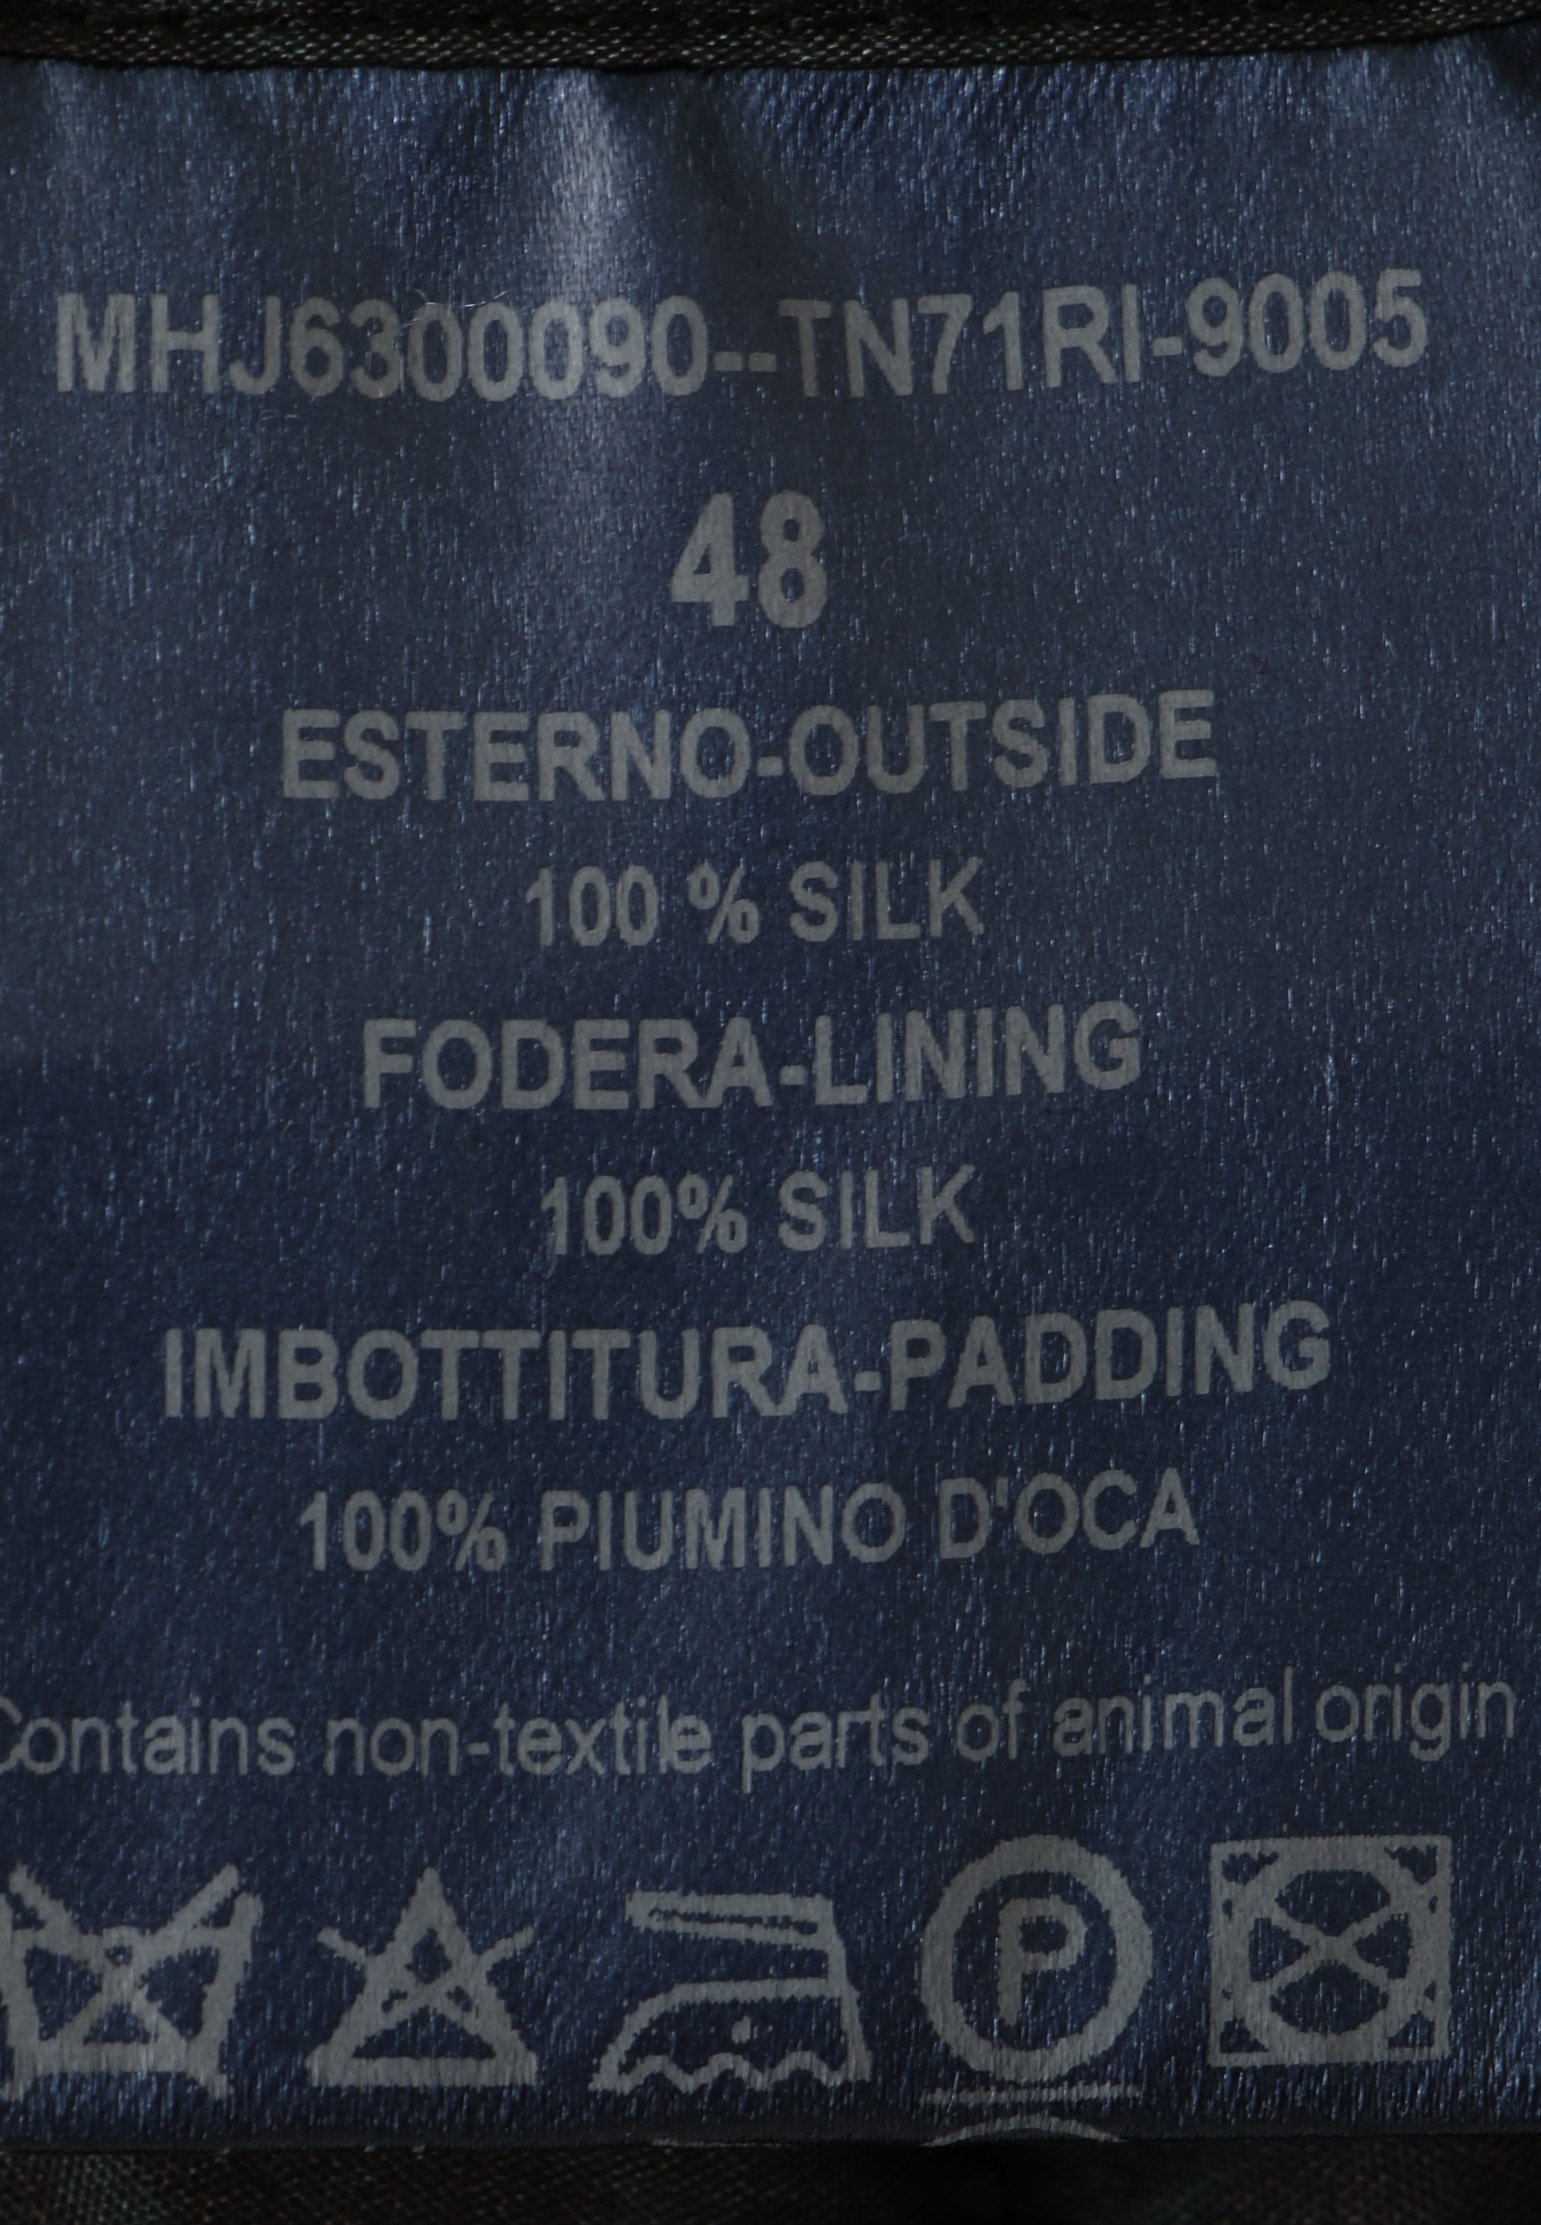 MHJ6300090--TN71RI-9005
48
ESTERNO-OUTSIDE
100 % SILK
FODERA-LINING
100% SILK
IMBOTTITURA-PADDING
100% PIUMINO D'OCA
Contains non-textile parts of animal origin
P